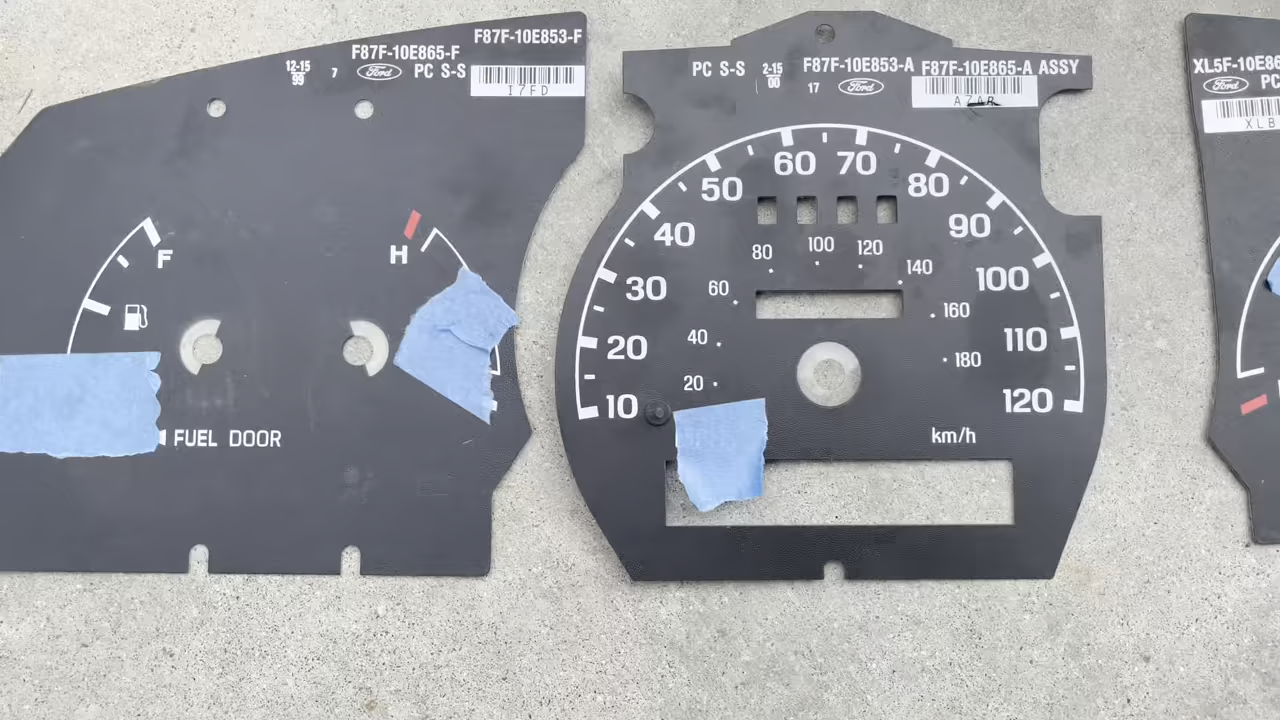 F87F-10E853-F
F87F-10E865-F
12-15
99
7
Ford
PC S-S
I7FD
F
H
FUEL DOOR
PC S-S
2-15
00
17
F87F-10E853-A
Ford
F87F-10E865-A ASSY
10
20
30
40
50
60
70
80
90
100
110
120
20
40
60
80
100
120
140
160
180
km/h
XL5F-10E86
Ford
PC
XLB